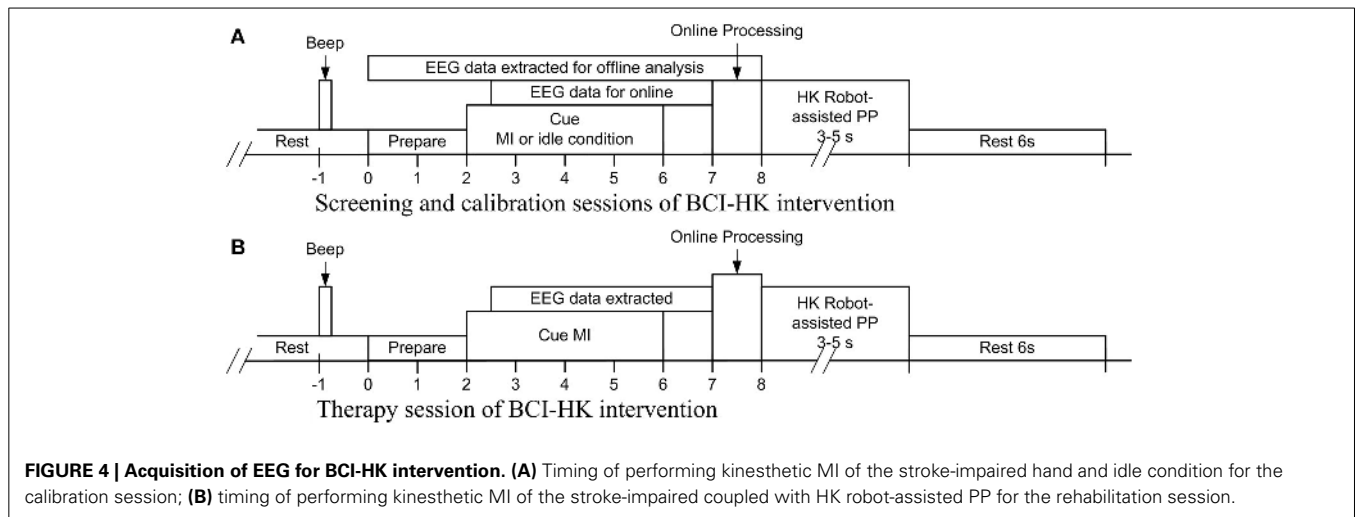 A
Beep
Online Processing
EEG data extracted for offline analysis
EEG data for online
Cue
MI or idle condition
HK Robot-
assisted PP
3-5 s
Rest
Prepare
Rest 6s
-1 0 1 2 3 4 5 6 7 8
Screening and calibration sessions of BCI-HK intervention
B
Beep
Online Processing
EEG data extracted
Cue MI
HK Robot-
assisted PP
3-5 s
Rest
Prepare
Rest 6s
-1 0 1 2 3 4 5 6 7 8
Therapy session of BCI-HK intervention
FIGURE 4 | Acquisition of EEG for BCI-HK intervention. (A) Timing of performing kinesthetic MI of the stroke-impaired hand and idle condition for the
calibration session; (B) timing of performing kinesthetic MI of the stroke-impaired coupled with HK robot-assisted PP for the rehabilitation session.